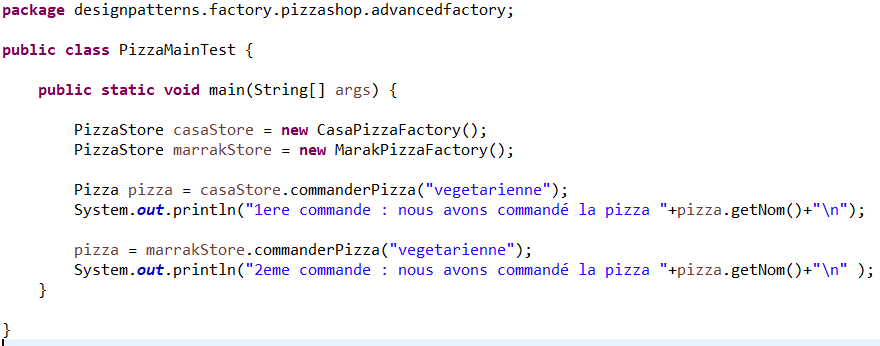 package designpatterns.factory.pizzashop.advancedfactory;
public class PizzaMainTest {
public static void main(String[] args) {
PizzaStore casaStore = new CasaPizzaFactory();
PizzaStore marrakStore = new MarakPizzaFactory();
Pizza pizza = casaStore.commanderPizza("vegetarienne");
System.out.println("1ere commande : nous avons commandé la pizza "+pizza.getNom()+"\n");
pizza = marrakStore.commanderPizza("vegetarienne");
System.out.println("2eme commande : nous avons commandé la pizza "+pizza.getNom()+"\n" );
}
}